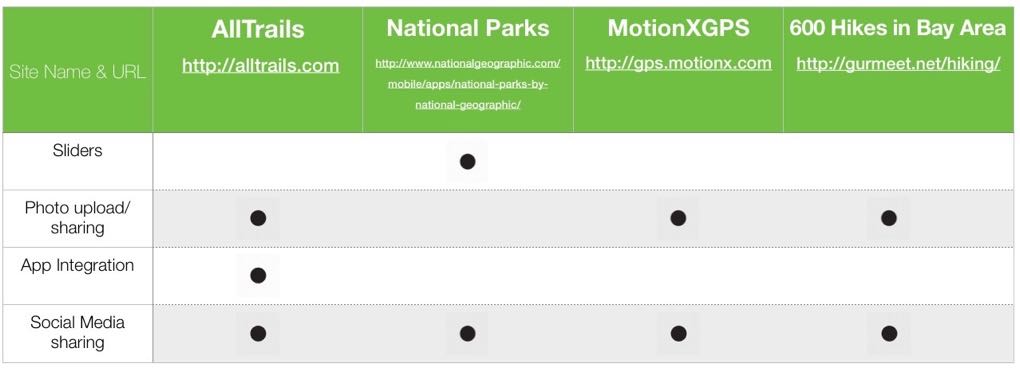 Site Name & URL
AllTrails
http://alltrails.com
National Parks
http://www.nationalgeographic.com/
mobile/apps/national-parks-by-
national-geographic/
MotionXGPS
http://gps.motionx.com
600 Hikes in Bay Area
http://gurmeet.net/hiking/
Sliders
●
Photo upload/
sharing
● ● ●
App Integration
●
Social Media
sharing
● ● ● ●